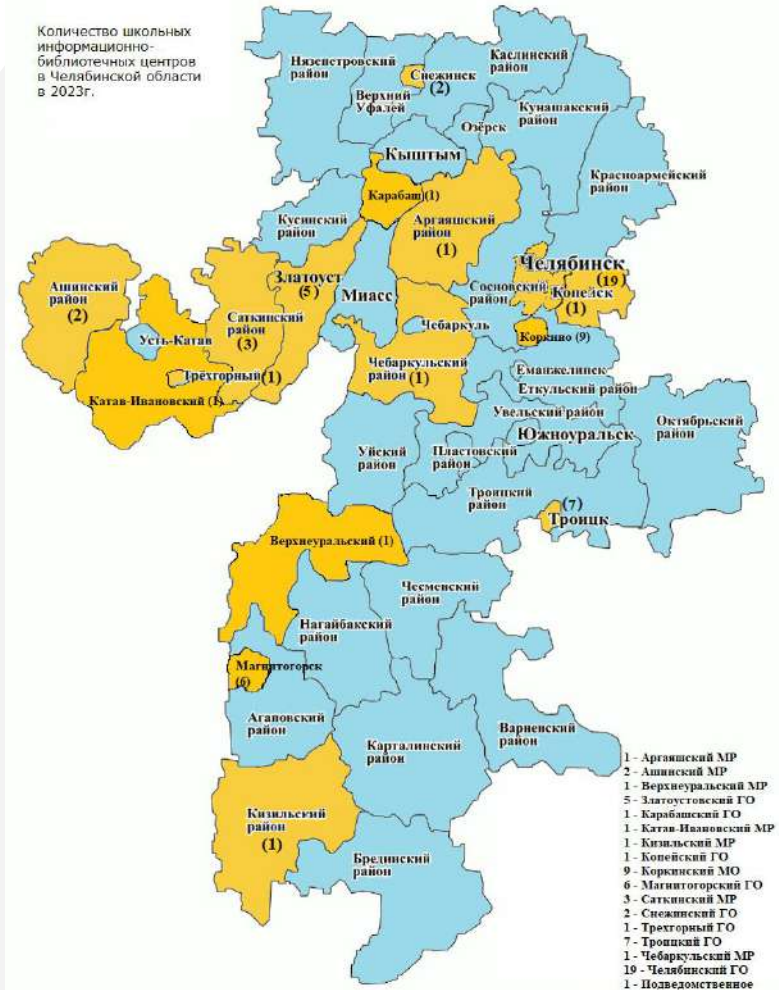 Количество школьных
информационно-
библиотечных центров
в Челябинской области
в 2023г.
Нязепетровский
район
Верхний
Уфалей
Снежинск
(2)
Каслинский
район
Кунашакский
район
Озёрск
Кыштым
Красноармейский
район
Карабаш (1)
Аргаяшский
район
(1)
Кусинский
район
Златоуст
(5)
Миасс
Челябинск
(19)
Сосновский
район
Копейск
(1)
Ашинский
район
(2)
Саткинский
район
(3)
Усть-Катав
Чебаркуль
Коркино (9)
Трёхгорный (1)
Чебаркульский
район (1)
Катав-Ивановский (1)
Еманжелинск
Еткульский район
Увельский район
Октябрьский
район
Южноуральск
Уйский
район
Пластовский
район
Троицкий
район
(7)
Троицк
Верхнеуральский (1)
Чесменский
район
Нагайбакский
район
Магнитогорск
(6)
Агаповский
район
Карталинский
район
Варненский
район
Кизильский
район
(1)
Брединский
район
1 - Аргаяшский МР
2 - Ашинский МР
1 - Верхнеуральский МР
5 - Златоустовский ГО
1 - Карабашский ГО
1 - Катав-Ивановский МР
1 - Кизильский МР
1 - Копейский ГО
9 - Коркинский МО
6 - Магнитогорский ГО
3 - Саткинский МР
2 - Снежинский ГО
1 - Трехгорный ГО
7 - Троицкий ГО
1 - Чебаркульский МР
19 - Челябинский ГО
1 - Подведомственное